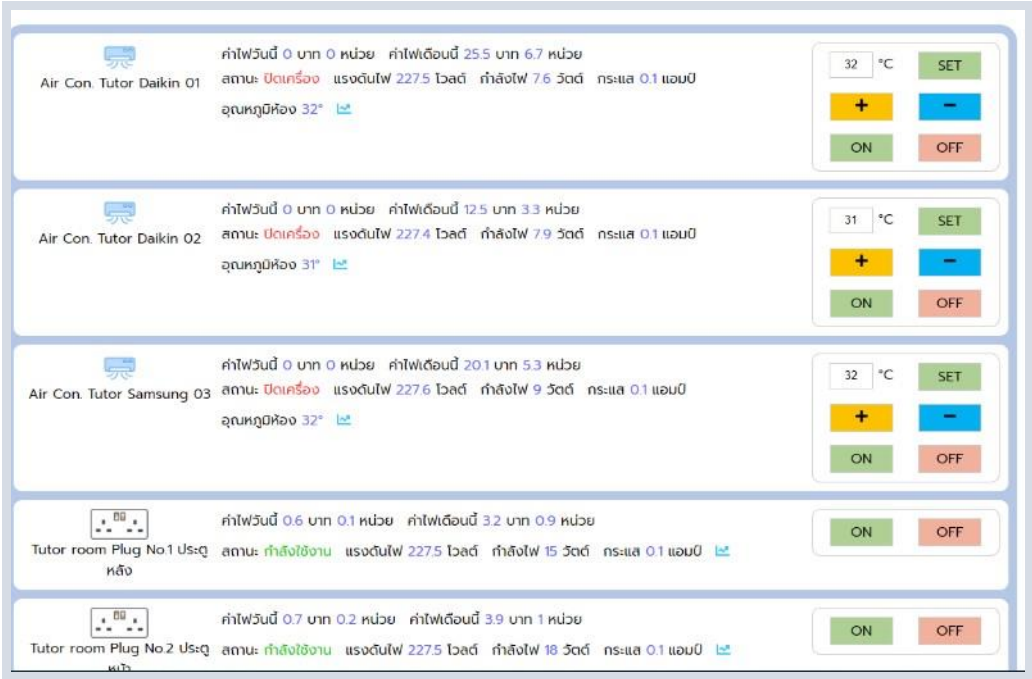 ค่าไฟวันนี้ 0 บาท 0 หน่วย ค่าไฟเดือนนี้ 25.5 บาท 6.7 หน่วย
Air Con. Tutor Daikin 01
สถานะ: ปิดเครื่อง แรงดันไฟ 227.5 โวลต์ กำลังไฟ 7.6 วัตต์ กระแส 0.1 แอมป์
อุณหภูมิห้อง 32°
32 °C SET
+ −
ON OFF
ค่าไฟวันนี้ 0 บาท 0 หน่วย ค่าไฟเดือนนี้ 12.5 บาท 3.3 หน่วย
Air Con. Tutor Daikin 02
สถานะ: ปิดเครื่อง แรงดันไฟ 227.4 โวลต์ กำลังไฟ 7.9 วัตต์ กระแส 0.1 แอมป์
อุณหภูมิห้อง 31°
31 °C SET
+ −
ON OFF
ค่าไฟวันนี้ 0 บาท 0 หน่วย ค่าไฟเดือนนี้ 20.1 บาท 5.3 หน่วย
Air Con. Tutor Samsung 03
สถานะ: ปิดเครื่อง แรงดันไฟ 227.6 โวลต์ กำลังไฟ 9 วัตต์ กระแส 0.1 แอมป์
อุณหภูมิห้อง 32°
32 °C SET
+ −
ON OFF
ค่าไฟวันนี้ 0.6 บาท 0.1 หน่วย ค่าไฟเดือนนี้ 3.2 บาท 0.9 หน่วย
Tutor room Plug No.1 ประตู
หลัง
สถานะ: กำลังใช้งาน แรงดันไฟ 227.5 โวลต์ กำลังไฟ 15 วัตต์ กระแส 0.1 แอมป์
ON OFF
ค่าไฟวันนี้ 0.7 บาท 0.2 หน่วย ค่าไฟเดือนนี้ 3.9 บาท 1 หน่วย
Tutor room Plug No.2 ประตู
หน้า
สถานะ: กำลังใช้งาน แรงดันไฟ 227.5 โวลต์ กำลังไฟ 18 วัตต์ กระแส 0.1 แอมป์
ON OFF